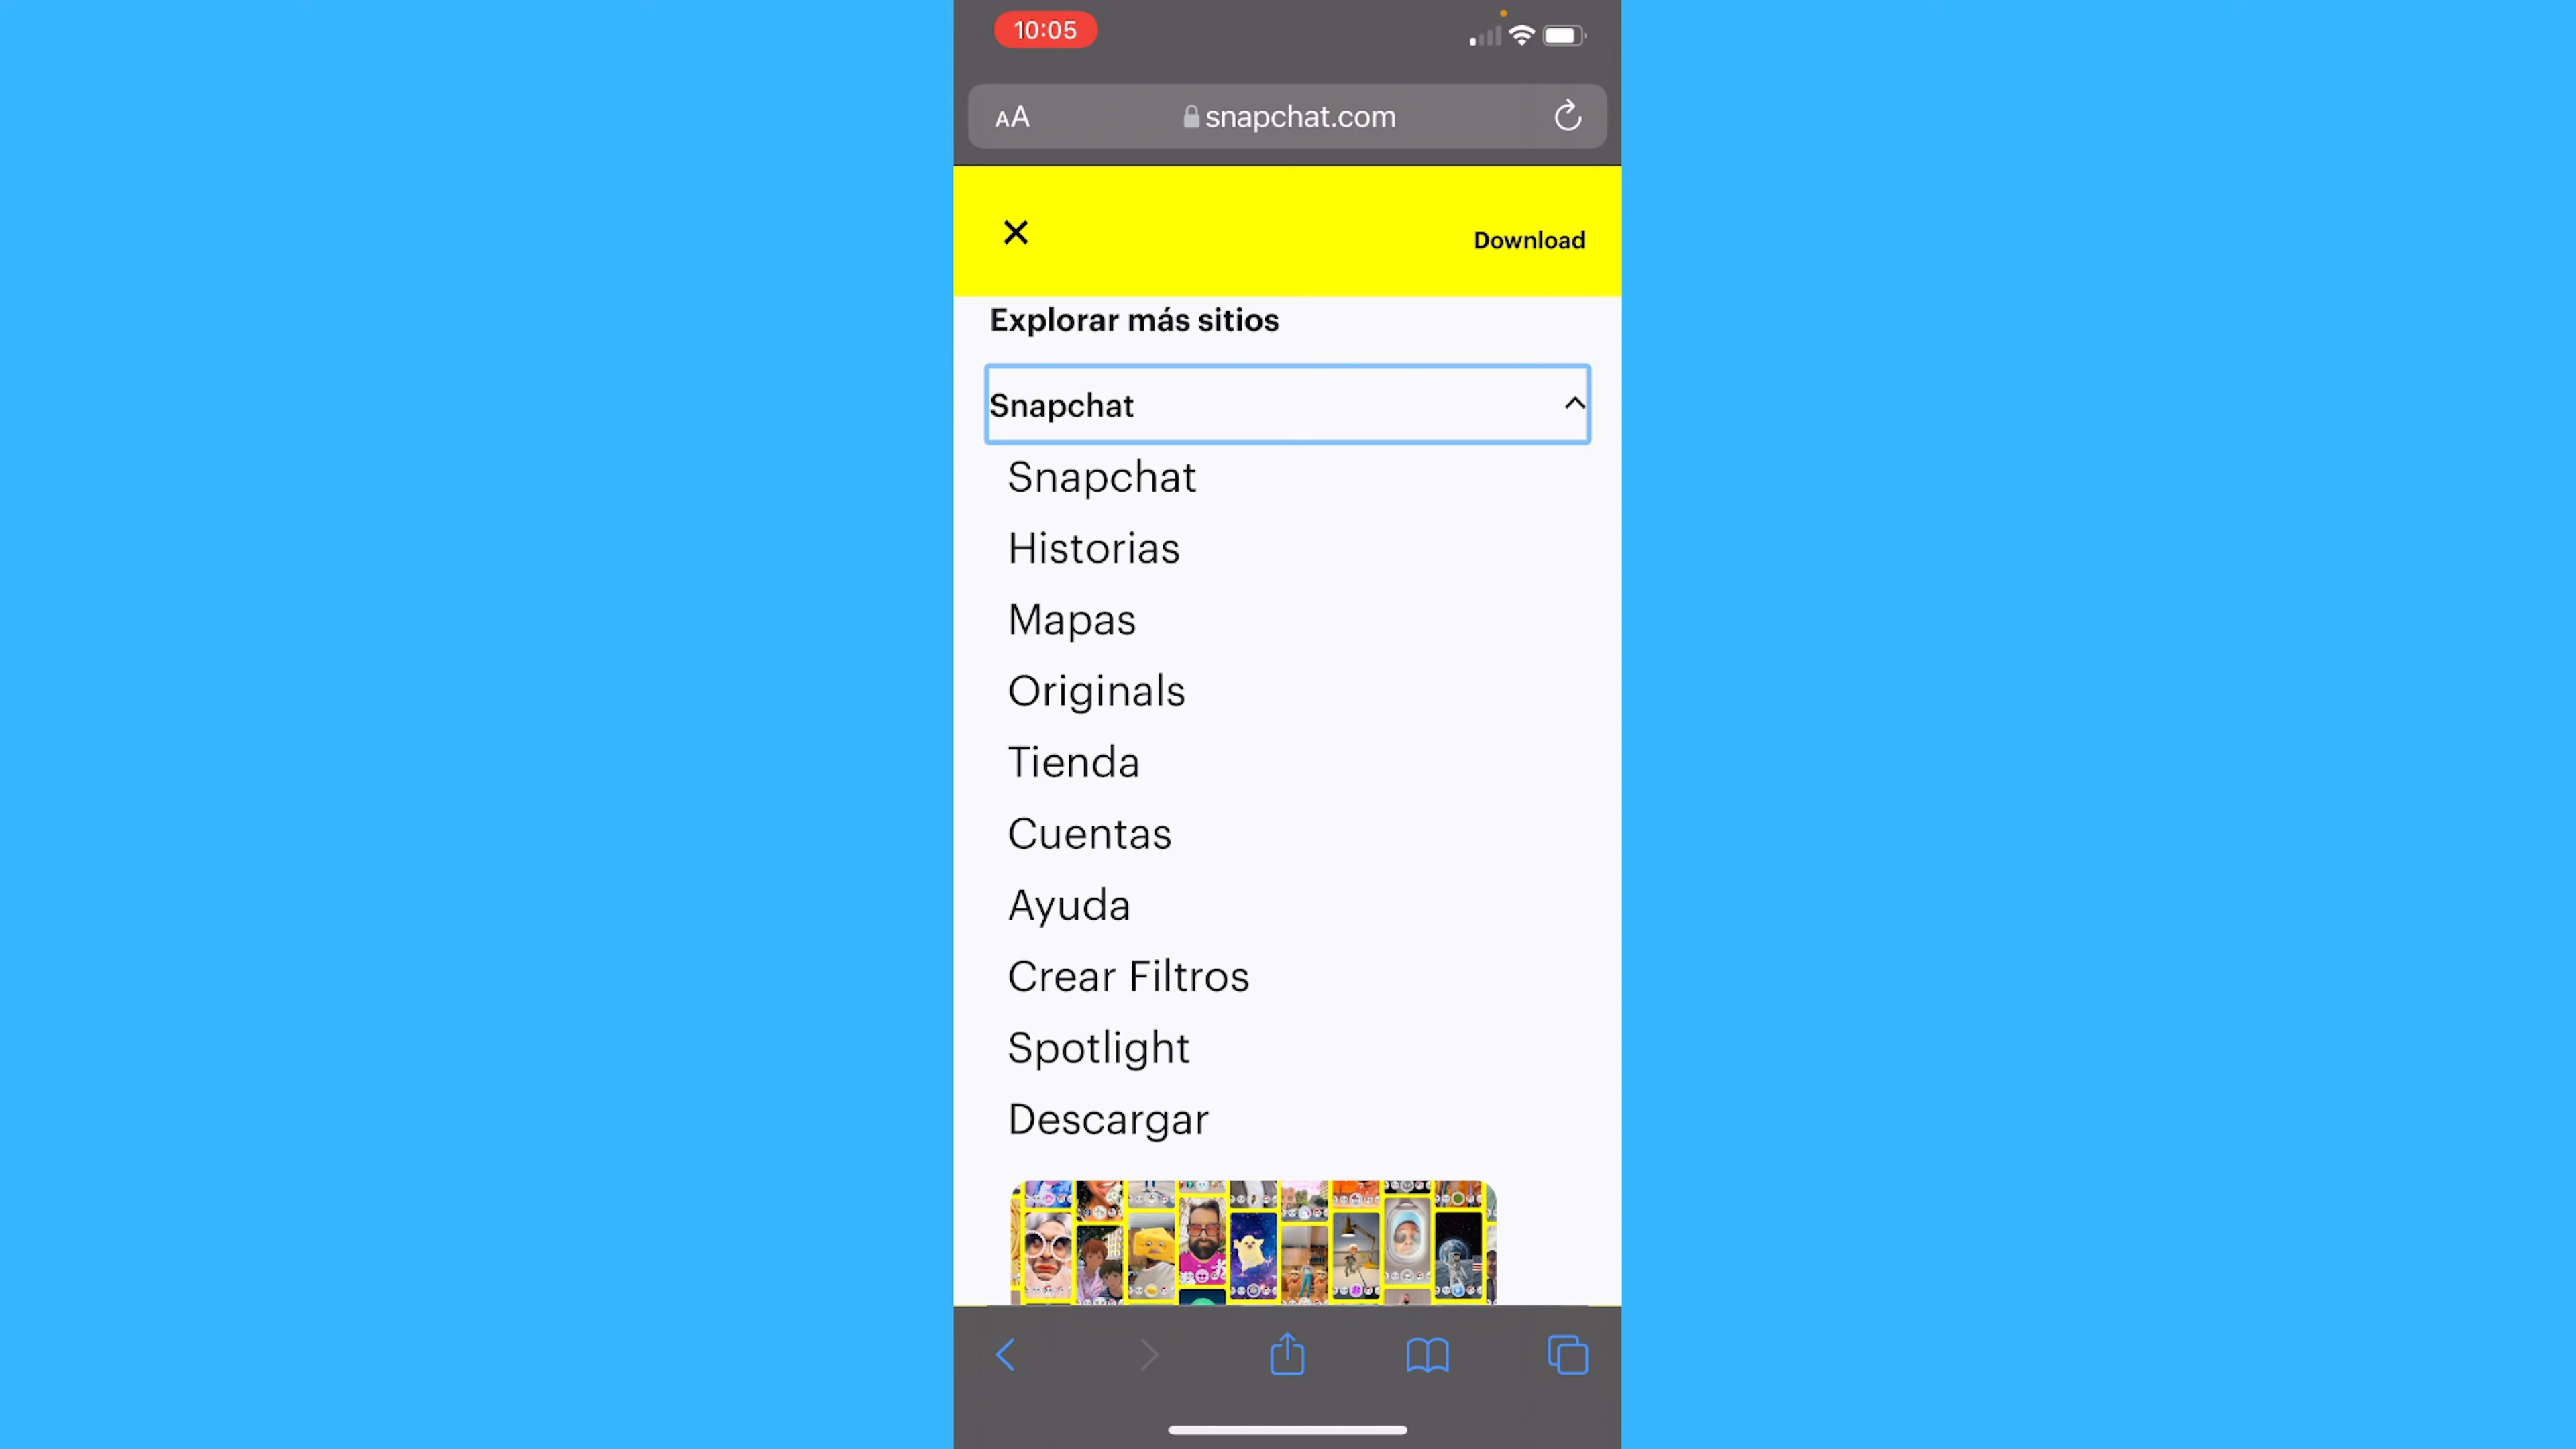 10:05
AA snapchat.com
Download
Explorar más sitios
Snapchat
Snapchat
Historias
Mapas
Originals
Tienda
Cuentas
Ayuda
Crear Filtros
Spotlight
Descargar